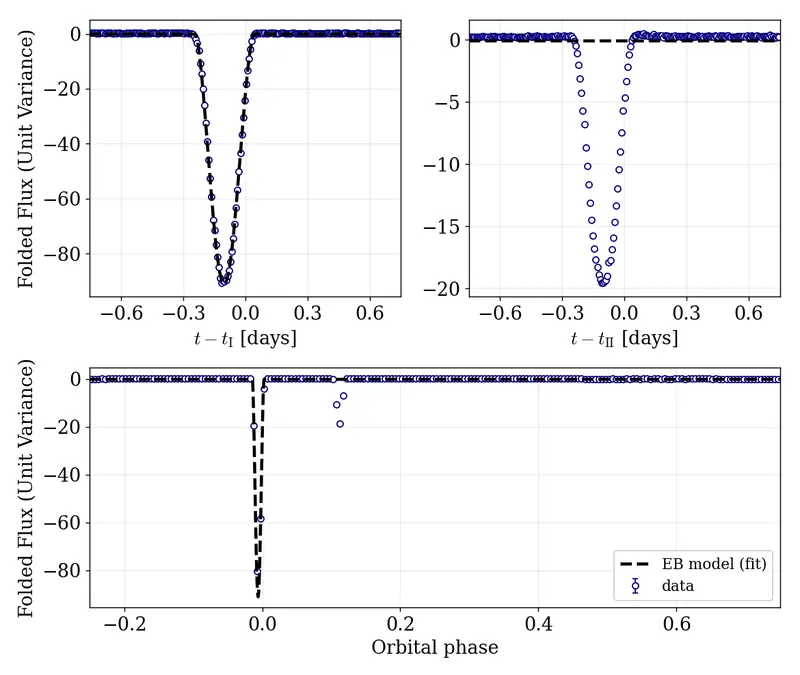 Folded Flux (Unit Variance)
0
−20
−40
−60
−80
−0.6 −0.3 0.0 0.3 0.6
t − tI [days]
0
−5
−10
−15
−20
−0.6 −0.3 0.0 0.3 0.6
t − tII [days]
Folded Flux (Unit Variance)
0
−20
−40
−60
−80
−0.2 0.0 0.2 0.4 0.6
Orbital phase
EB model (fit)
data